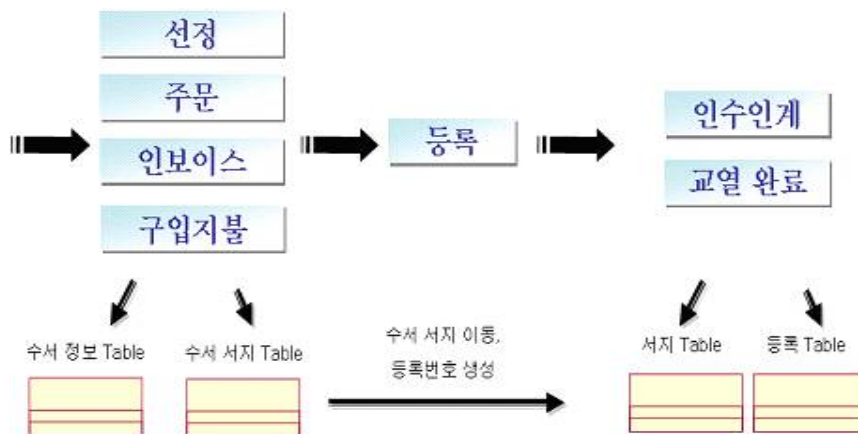 선정
주문
인보이스
구입지불
등록
인수인계
교열 완료
수서 정보 Table
수서 서지 Table
수서 서지 이동,
등록번호 생성
서지 Table
등록 Table